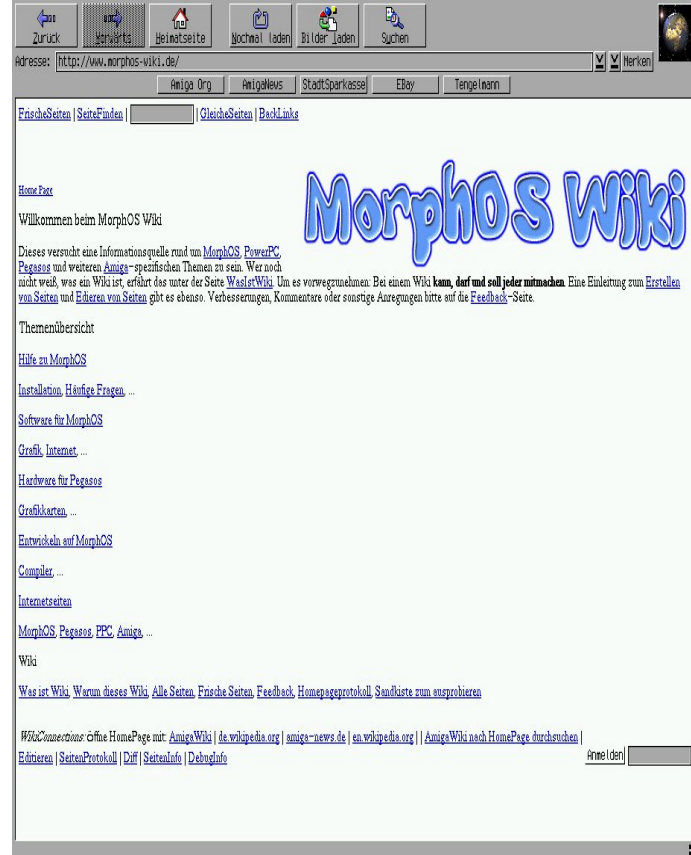 Zurück Vorwärts Heimatseite Nochmal laden Bilder laden Suchen
Adresse: http://www.morphos-wiki.de/ Merken
Amiga Org AmigaNews StadtSparkasse EBay Tengelmann
FrischeSeiten | SeiteFinden | | GleicheSeiten | BackLinks
MorphOS Wiki
Home Page
Willkommen beim MorphOS Wiki
Dieses versucht eine Informationsquelle rund um MorphOS, PowerPC,
Pegasos und weiteren Amiga-spezifischen Themen zu sein. Wer noch
nicht weiß, was ein Wiki ist, erfährt das unter der Seite WasIstWiki. Um es vorwegzunehmen: Bei einem Wiki kann, darf und soll jeder mitmachen. Eine Einleitung zum Erstellen
von Seiten und Edieren von Seiten gibt es ebenso. Verbesserungen, Kommentare oder sonstige Anregungen bitte auf die Feedback-Seite.
Themenübersicht
Hilfe zu MorphOS
Installation, Häufige Fragen, ...
Software für MorphOS
Grafik, Internet, ...
Hardware für Pegasos
Grafikkarten, ...
Entwickeln auf MorphOS
Compiler, ...
Internetseiten
MorphOS, Pegasos, PPC, Amiga, ...
Wiki
Was ist Wiki, Warum dieses Wiki, Alle Seiten, Frische Seiten, Feedback, Homepageprotokoll, Sandkiste zum ausprobieren
WikiConnections: Öffne HomePage mit: AmigaWiki | de.wikipedia.org | amiga-news.de | en.wikipedia.org | | AmigaWiki nach HomePage durchsuchen |
Editieren | SeitenProtokoll | Diff | SeitenInfo | DebugInfo Anmelden